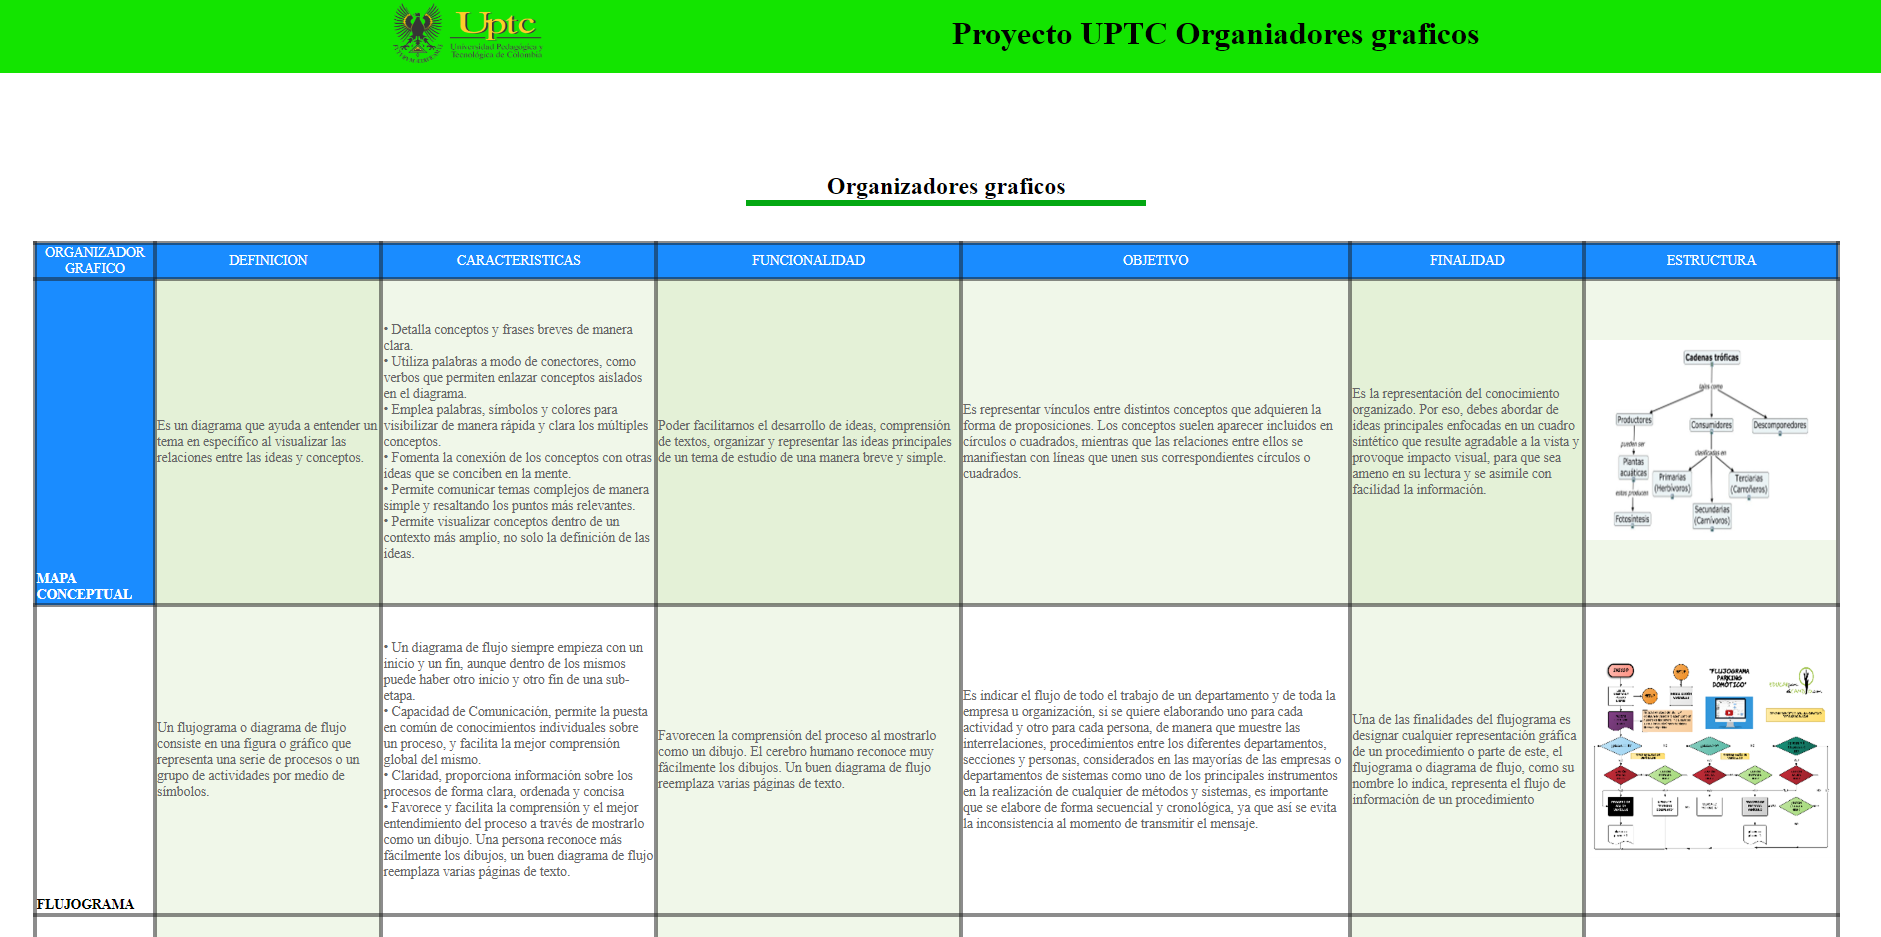 Uptc
Universidad Pedagógica y
Tecnológica de Colombia
Proyecto UPTC Organiadores graficos
Organizadores graficos
ORGANIZADOR
GRAFICO
DEFINICION
CARACTERISTICAS
FUNCIONALIDAD
OBJETIVO
FINALIDAD
ESTRUCTURA
MAPA
CONCEPTUAL
Es un diagrama que ayuda a entender un
tema en específico al visualizar las
relaciones entre las ideas y conceptos.
• Detalla conceptos y frases breves de manera
clara.
• Utiliza palabras a modo de conectores, como
verbos que permiten enlazar conceptos aislados
en el diagrama.
• Emplea palabras, símbolos y colores para
visibilizar de manera rápida y clara los múltiples
conceptos.
• Fomenta la conexión de los conceptos con otras
ideas que se conciben en la mente.
• Permite comunicar temas complejos de manera
simple y resaltando los puntos más relevantes.
• Permite visualizar conceptos dentro de un
contexto más amplio, no solo la definición de las
ideas.
Poder facilitarnos el desarrollo de ideas, comprensión
de textos, organizar y representar las ideas principales
de un tema de estudio de una manera breve y simple.
Es representar vínculos entre distintos conceptos que adquieren la
forma de proposiciones. Los conceptos suelen aparecer incluidos en
círculos o cuadrados, mientras que las relaciones entre ellos se
manifiestan con líneas que unen sus correspondientes círculos o
cuadrados.
Es la representación del conocimiento
organizado. Por eso, debes abordar de
ideas principales enfocadas en un cuadro
sintético que resulte agradable a la vista y
provoque impacto visual, para que sea
ameno en su lectura y se asimile con
facilidad la información.
Cadenas tróficas
tales como
Productores
Consumidores
Descomponedores
pueden ser
clasificadas en
Plantas
acuáticas
Primarias
(Herbívoros)
Terciarias
(Carroñeros)
estas producen
Secundarias
(Carnívoros)
Fotosíntesis
FLUJOGRAMA
Un flujograma o diagrama de flujo
consiste en una figura o gráfico que
representa una serie de procesos o un
grupo de actividades por medio de
símbolos.
• Un diagrama de flujo siempre empieza con un
inicio y un fin, aunque dentro de los mismos
puede haber otro inicio y otro fin de una sub-
etapa.
• Capacidad de Comunicación, permite la puesta
en común de conocimientos individuales sobre
un proceso, y facilita la mejor comprensión
global del mismo.
• Claridad, proporciona información sobre los
procesos de forma clara, ordenada y concisa
• Favorece y facilita la comprensión y el mejor
entendimiento del proceso a través de mostrarlo
como un dibujo. Una persona reconoce más
fácilmente los dibujos, un buen diagrama de flujo
reemplaza varias páginas de texto.
Favorecen la comprensión del proceso al mostrarlo
como un dibujo. El cerebro humano reconoce muy
fácilmente los dibujos. Un buen diagrama de flujo
reemplaza varias páginas de texto.
Es indicar el flujo de todo el trabajo de un departamento y de toda la
empresa u organización, si se quiere elaborando uno para cada
actividad y otro para cada persona, de manera que muestre las
interrelaciones, procedimientos entre los diferentes departamentos,
secciones y personas, considerados en las mayorías de las empresas o
departamentos de sistemas como uno de los principales instrumentos
en la realización de cualquier de métodos y sistemas, es importante
que se elabore de forma secuencial y cronológica, ya que así se evita
la inconsistencia al momento de transmitir el mensaje.
Una de las finalidades del flujograma es
designar cualquier representación gráfica
de un procedimiento o parte de este, el
flujograma o diagrama de flujo, como su
nombre lo indica, representa el flujo de
información de un procedimiento
INICIO
"FLUJOGRAMA
PARKING
DOMÓTICO"